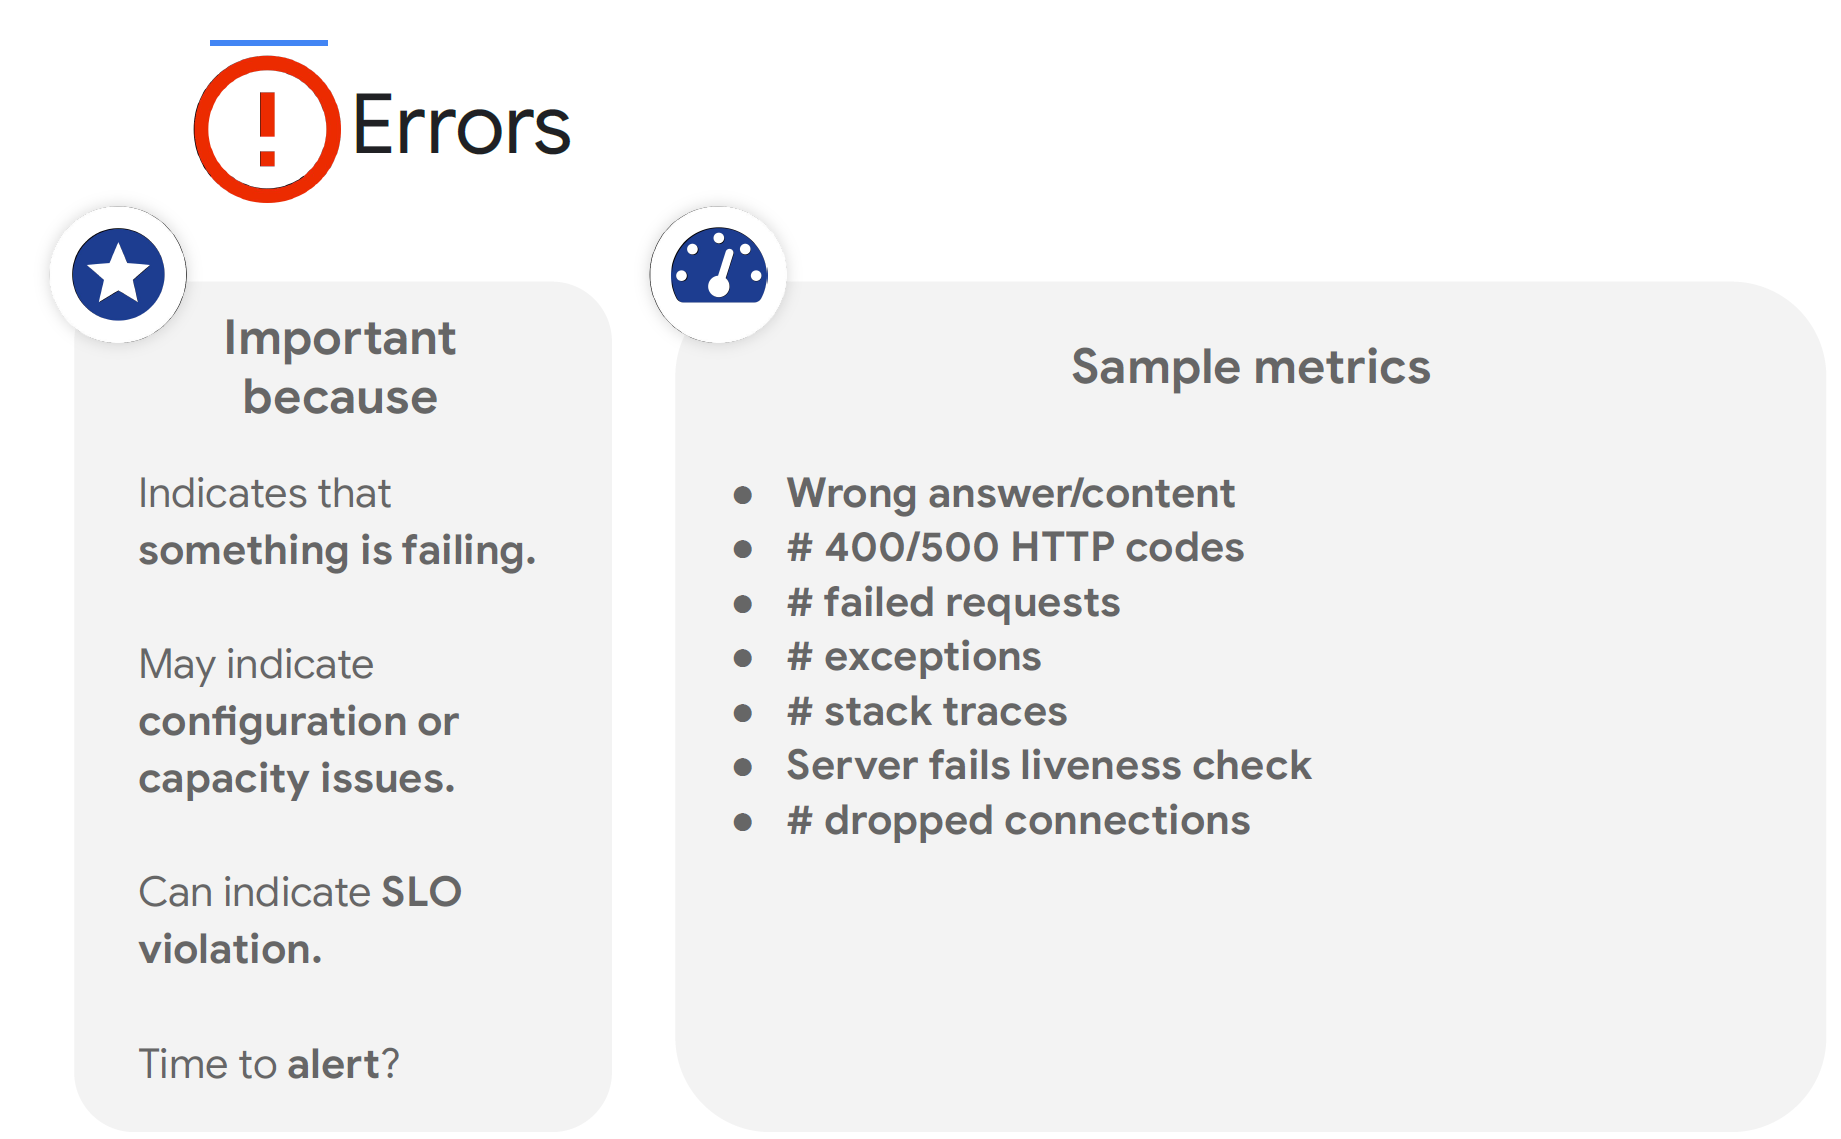 Errors
Important
because
Indicates that
something is failing.
May indicate
configuration or
capacity issues.
Can indicate SLO
violation.
Time to alert?
Sample metrics
● Wrong answer/content
● # 400/500 HTTP codes
● # failed requests
● # exceptions
● # stack traces
● Server fails liveness check
● # dropped connections